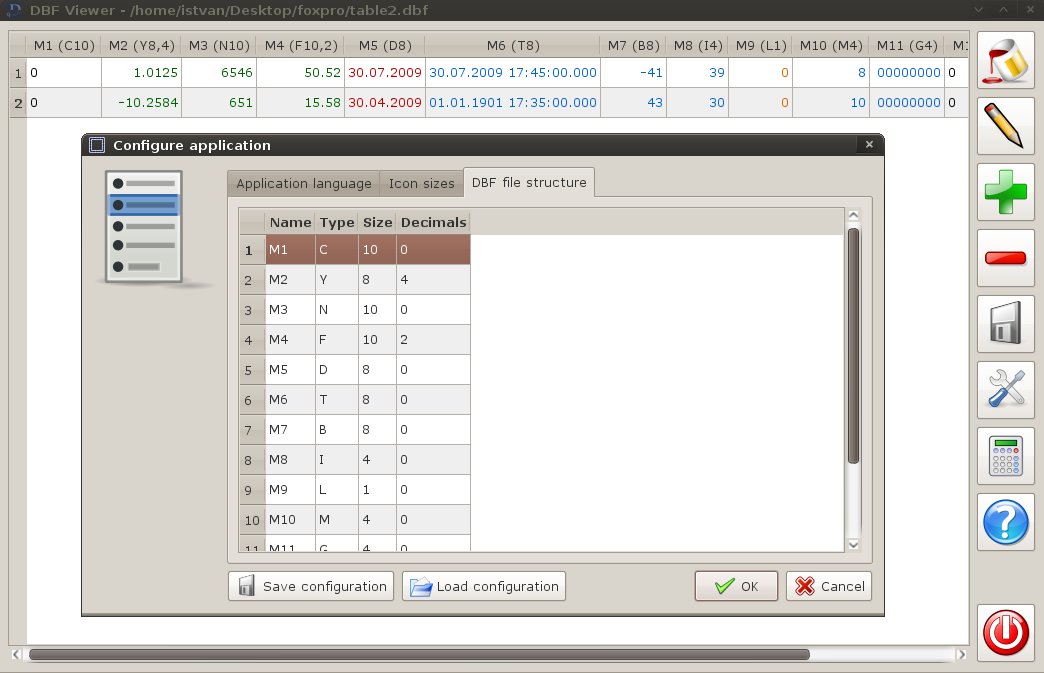 DBF Viewer - /home/istvan/Desktop/foxpro/table2.dbf
M1 (C10) M2 (Y8,4) M3 (N10) M4 (F10,2) M5 (D8) M6 (T8) M7 (B8) M8 (I4) M9 (L1) M10 (M4) M11 (G4) M1
1 0 1.0125 6546 50.52 30.07.2009 30.07.2009 17:45:00.000 -41 39 0 8 00000000 0
2 0 -10.2584 651 15.58 30.04.2009 01.01.1901 17:35:00.000 43 30 0 10 00000000 0
Configure application
Application language Icon sizes DBF file structure
Name Type Size Decimals
1 M1 C 10 0
2 M2 Y 8 4
3 M3 N 10 0
4 M4 F 10 2
5 M5 D 8 0
6 M6 T 8 0
7 M7 B 8 0
8 M8 I 4 0
9 M9 L 1 0
10 M10 M 4 0
11 M11 G 4 0
Save configuration Load configuration OK Cancel